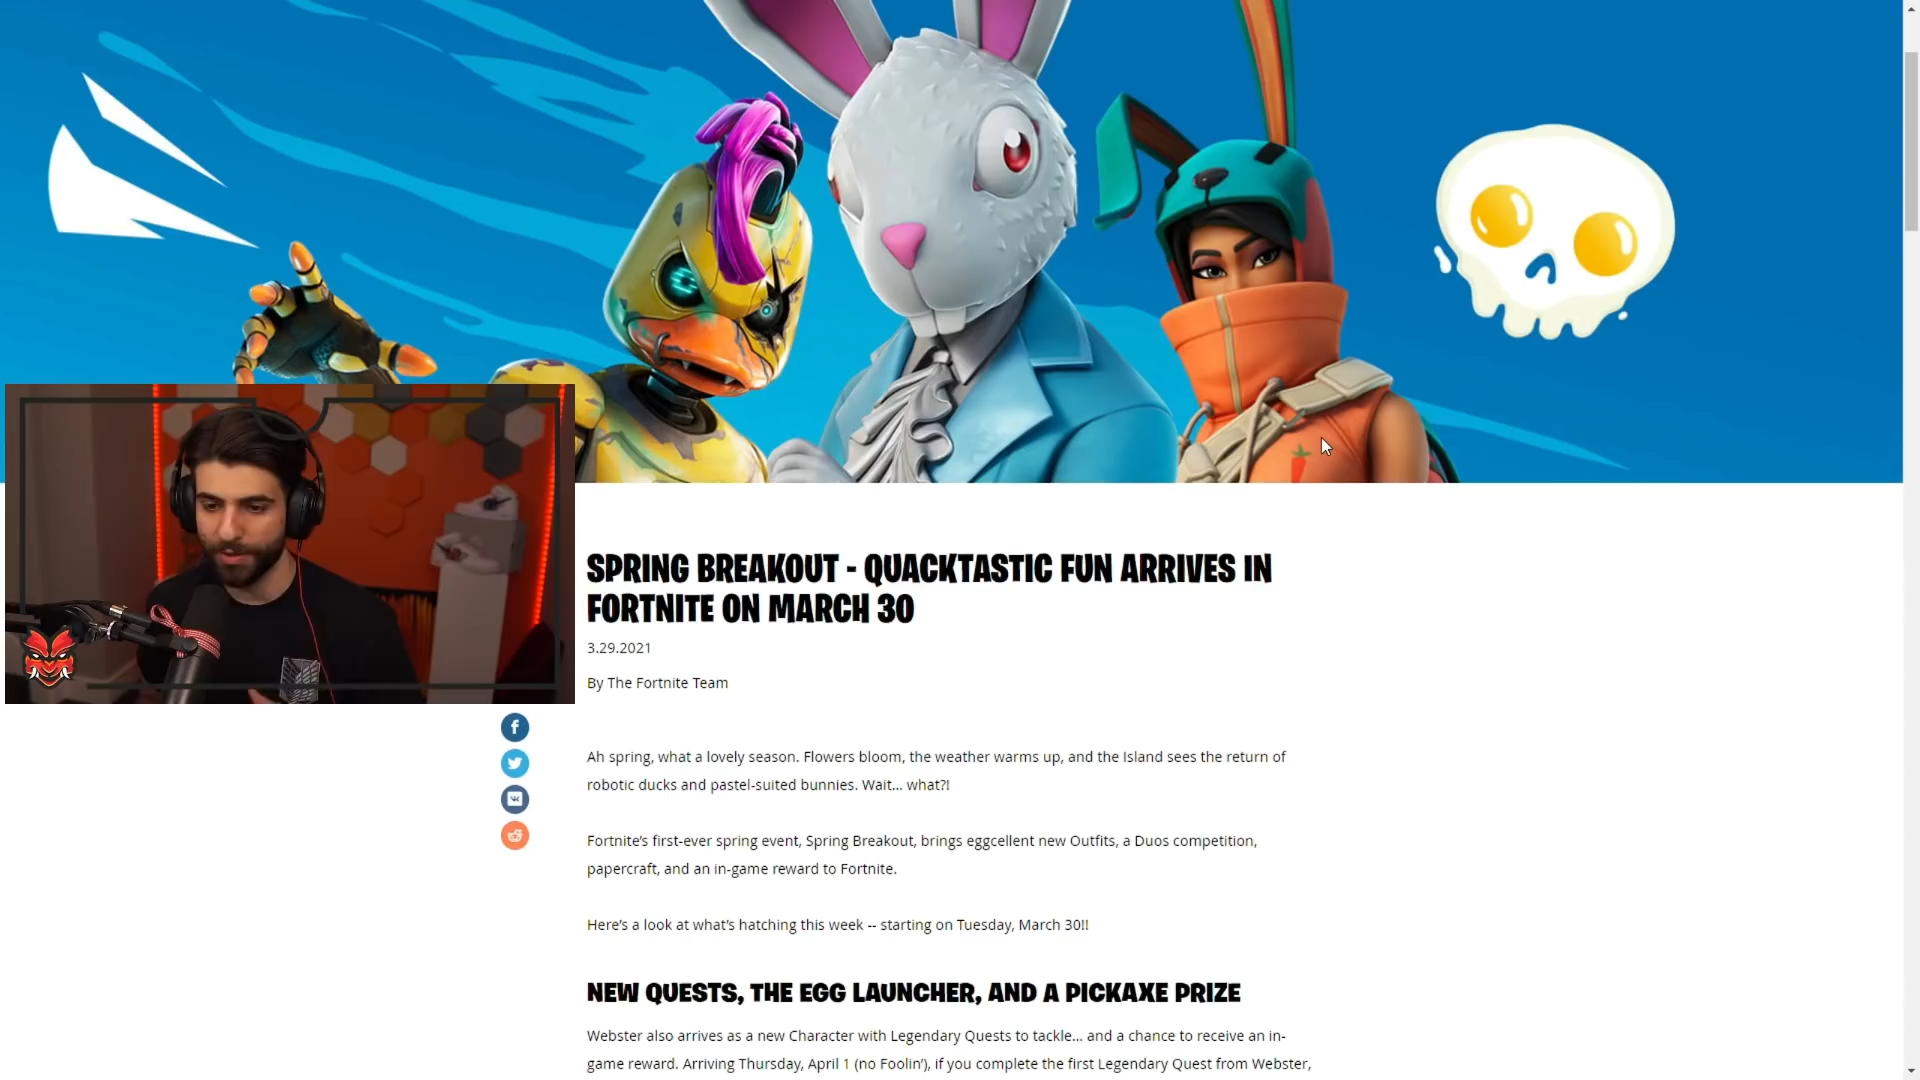 SPRING BREAKOUT - QUACKTASTIC FUN ARRIVES IN
FORTNITE ON MARCH 30
3.29.2021
By The Fortnite Team
Ah spring, what a lovely season. Flowers bloom, the weather warms up, and the Island sees the return of
robotic ducks and pastel-suited bunnies. Wait... what?!
Fortnite’s first-ever spring event, Spring Breakout, brings eggcellent new Outfits, a Duos competition,
papercraft, and an in-game reward to Fortnite.
Here’s a look at what’s hatching this week -- starting on Tuesday, March 30!!
NEW QUESTS, THE EGG LAUNCHER, AND A PICKAXE PRIZE
Webster also arrives as a new Character with Legendary Quests to tackle... and a chance to receive an in-
game reward. Arriving Thursday, April 1 (no Foolin’), if you complete the first Legendary Quest from Webster,